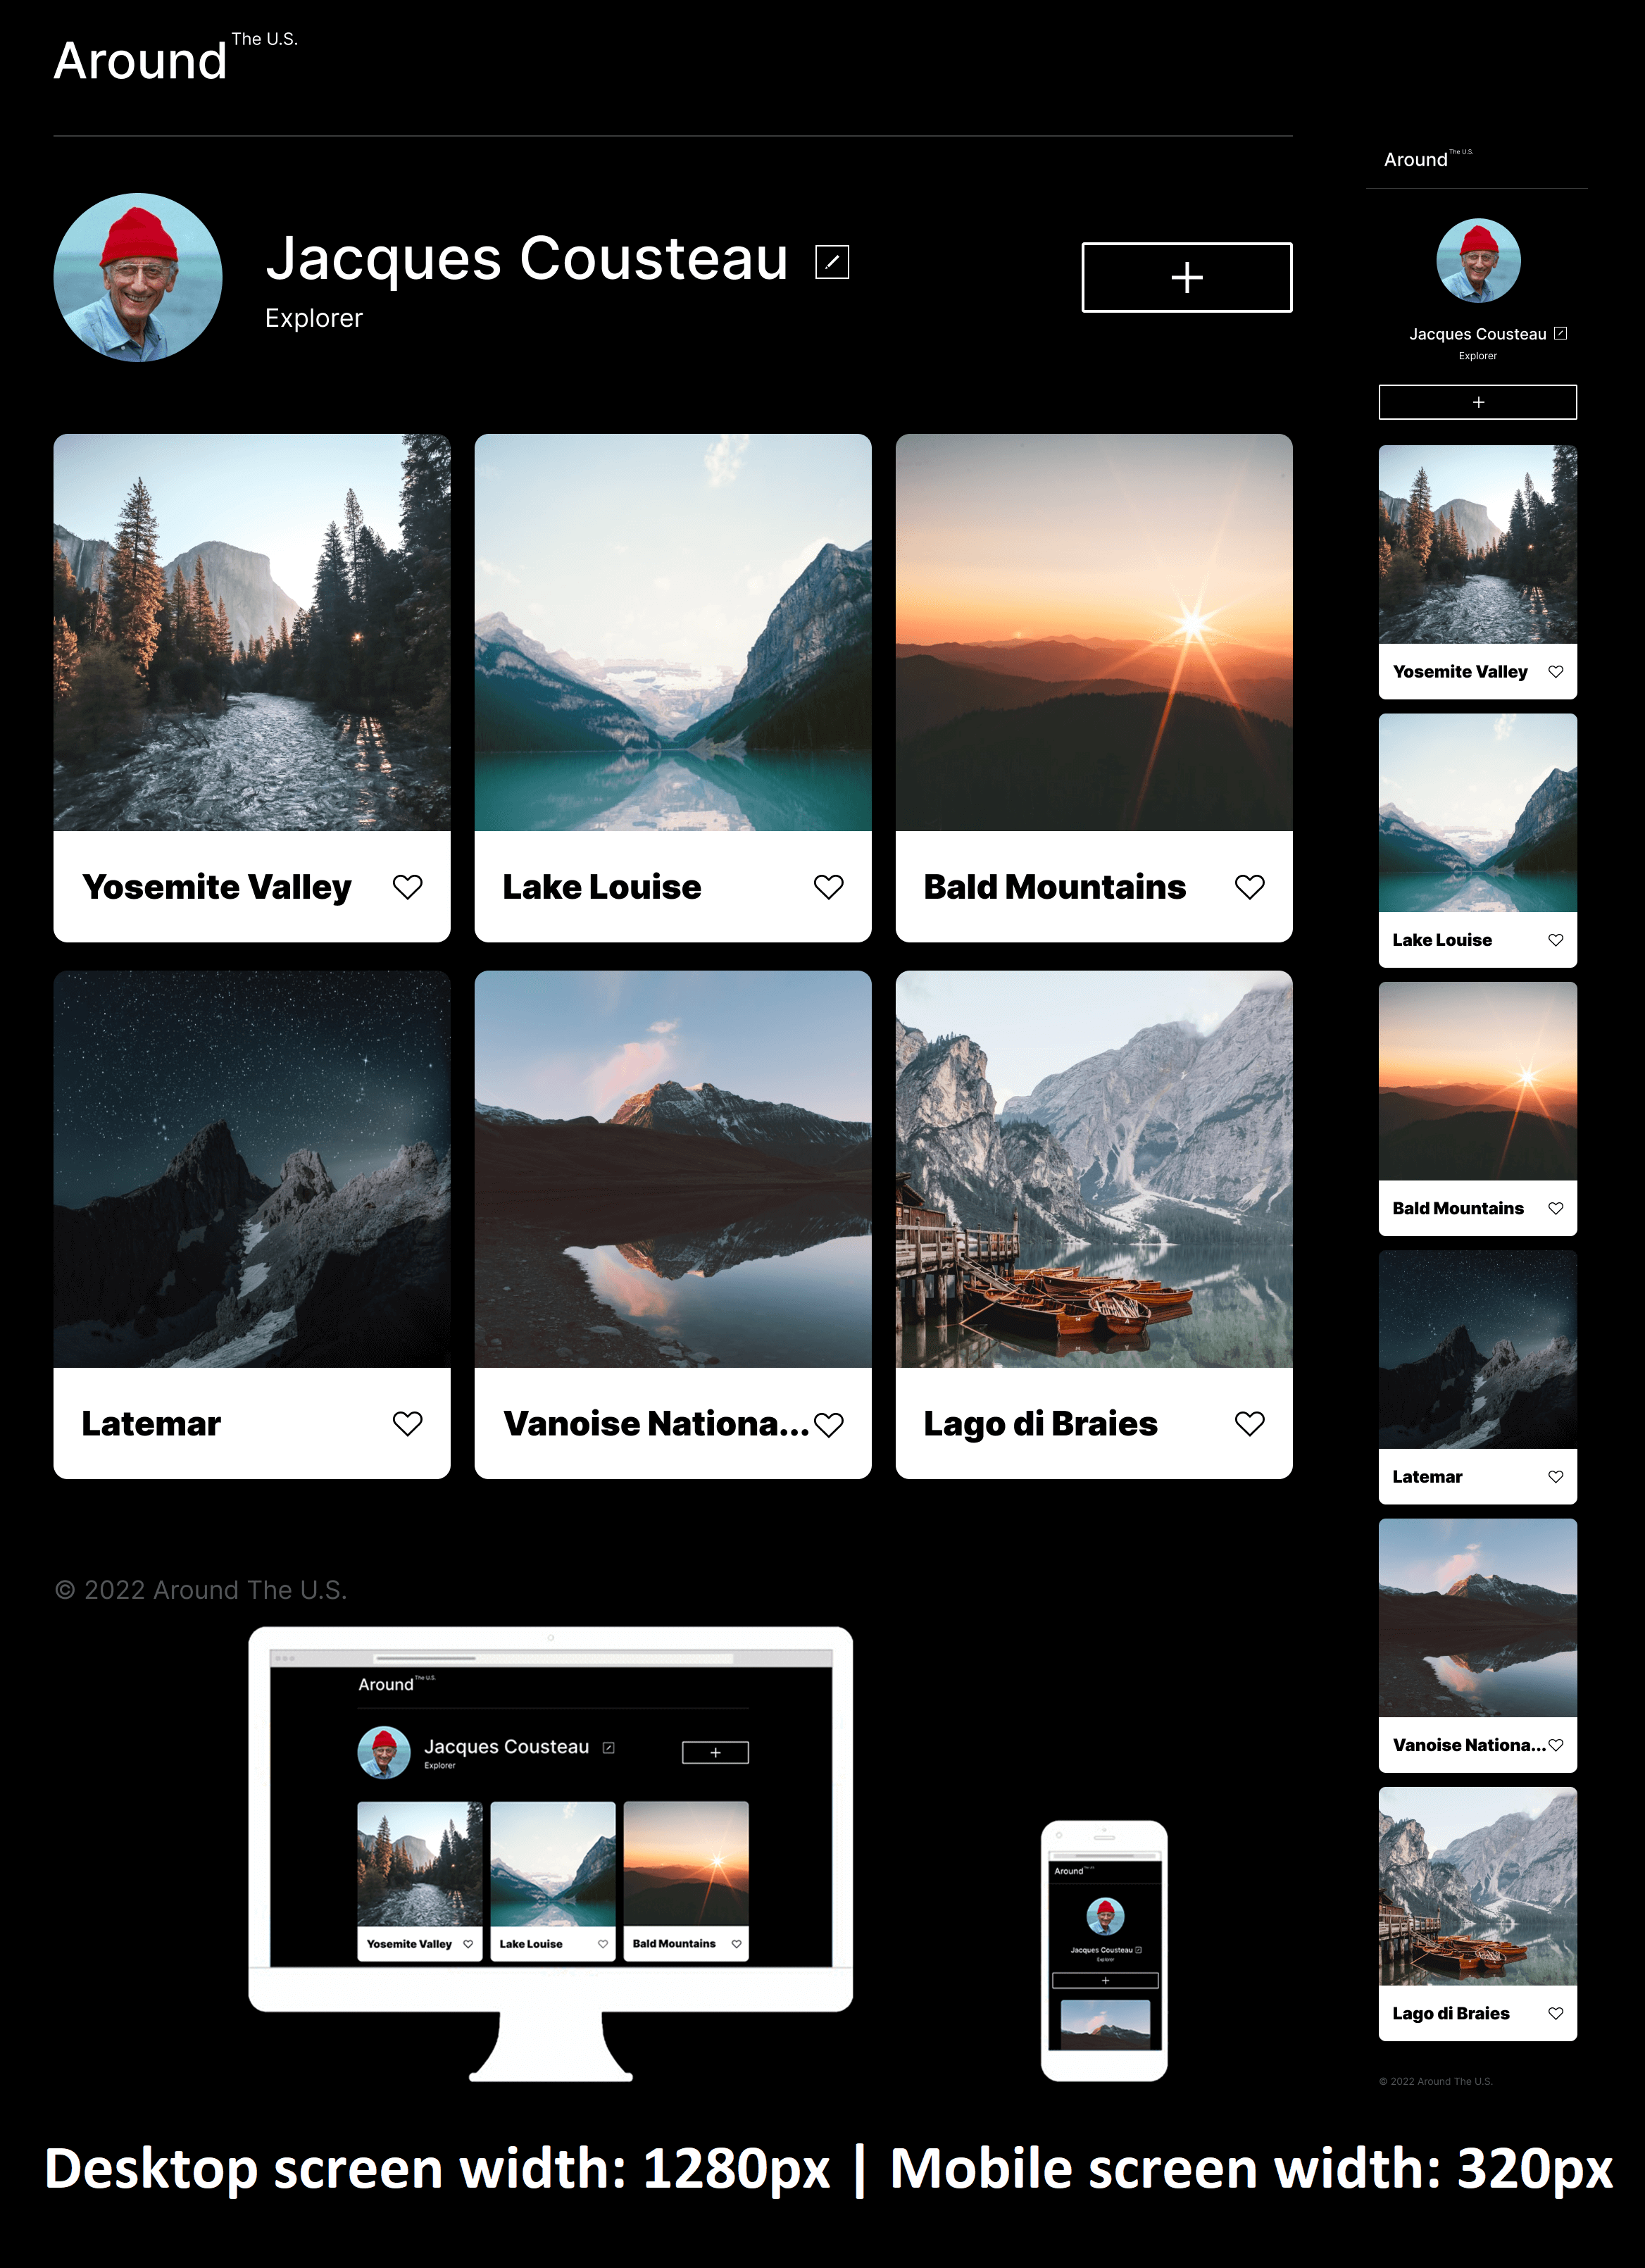 Around The U.S.
Jacques Cousteau
Explorer
Yosemite Valley
Lake Louise
Bald Mountains
Latemar
Vanoise Nationa...
Lago di Braies
© 2022 Around The U.S.
Around The U.S.
Jacques Cousteau
Explorer
Yosemite Valley
Lake Louise
Bald Mountains
Latemar
Vanoise Nationa...
Lago di Braies
© 2022 Around The U.S.
Around The U.S.
Jacques Cousteau
Explorer
Yosemite Valley
Lake Louise
Bald Mountains
Around The U.S.
Jacques Cousteau
Explorer
Desktop screen width: 1280px | Mobile screen width: 320px